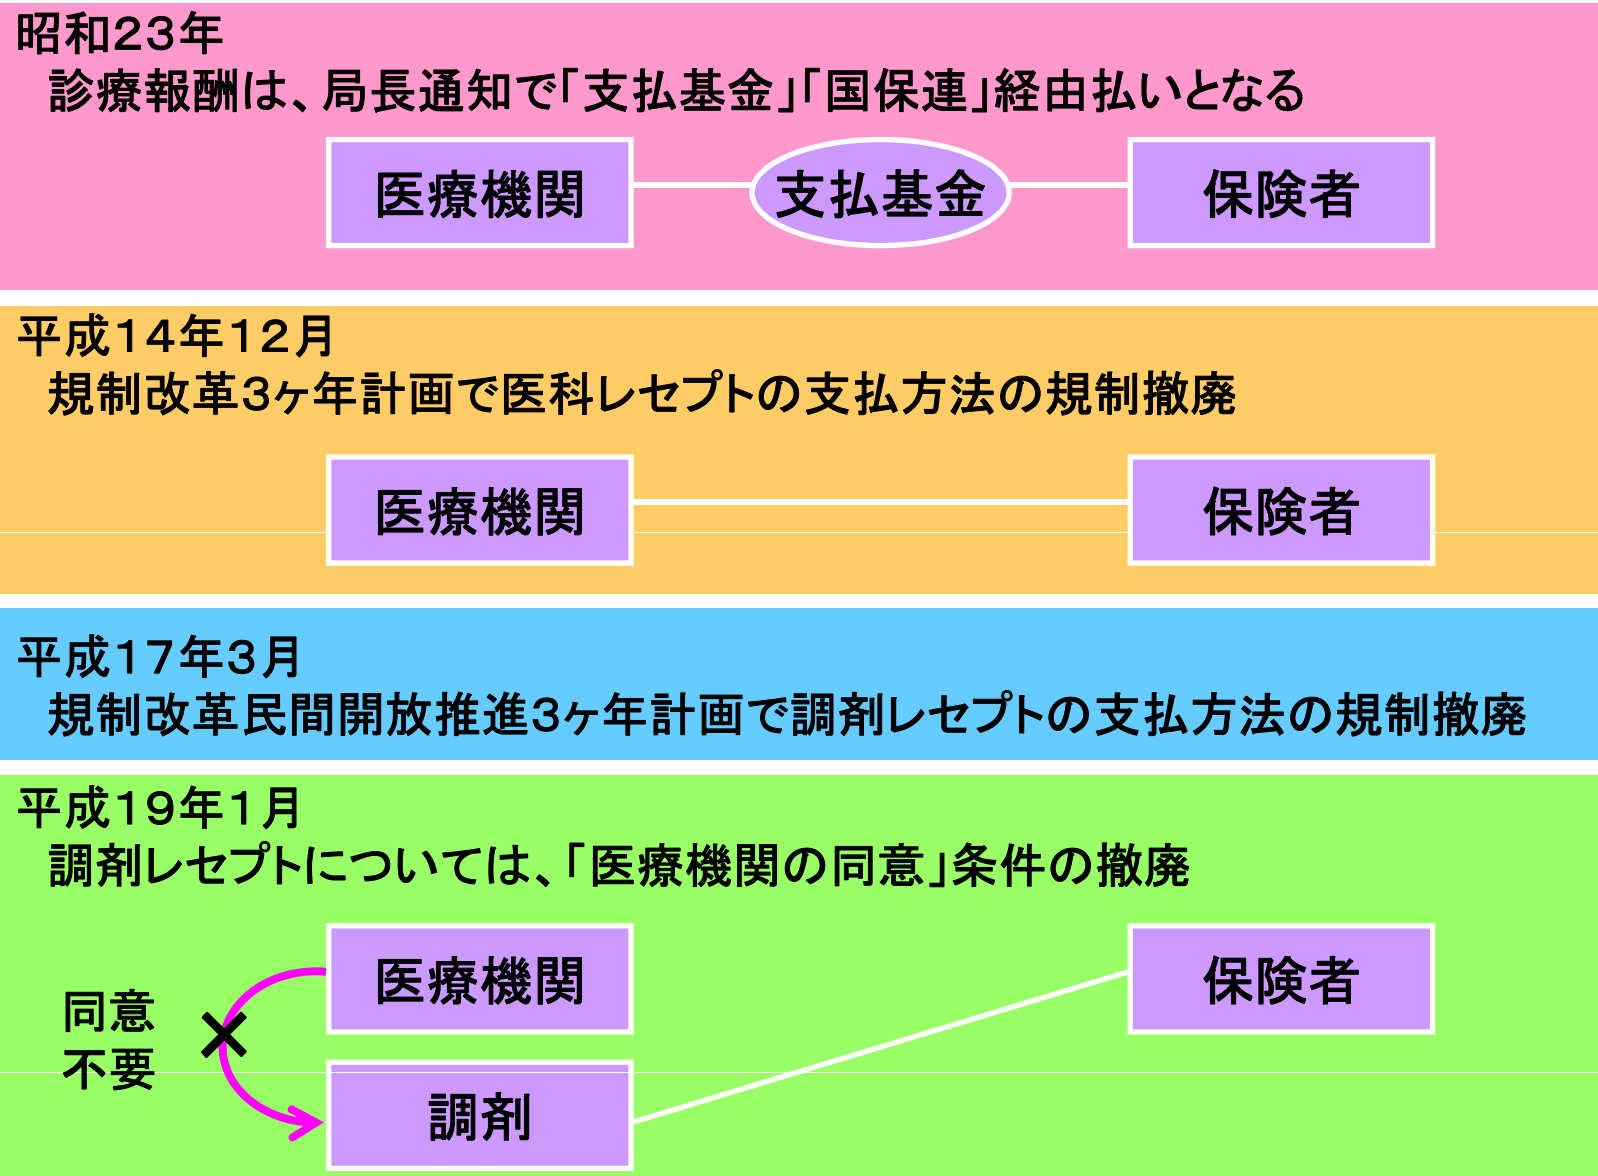 昭和23年
診療報酬は、局長通知で「支払基金」「国保連」経由払いとなる
医療機関
支払基金
保険者
平成14年12月
規制改革3ヶ年計画で医科レセプトの支払方法の規制撤廃
医療機関
保険者
平成17年3月
規制改革民間開放推進3ヶ年計画で調剤レセプトの支払方法の規制撤廃
平成19年1月
調剤レセプトについては、「医療機関の同意」条件の撤廃
医療機関
保険者
同意
不要
調剤